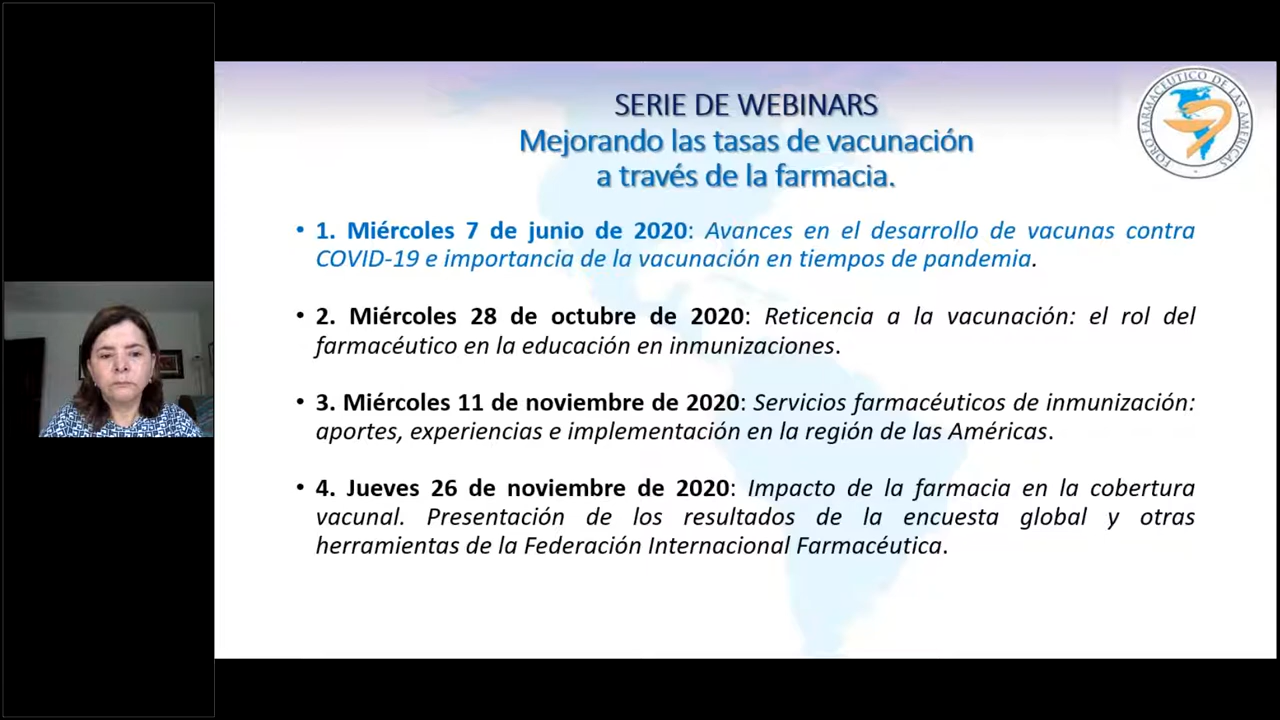 SERIE DE WEBINARS
Mejorando las tasas de vacunación
a través de la farmacia.
FORO FARMACÉUTICO DE LAS AMÉRICAS
• 1. Miércoles 7 de junio de 2020: Avances en el desarrollo de vacunas contra
COVID-19 e importancia de la vacunación en tiempos de pandemia.
• 2. Miércoles 28 de octubre de 2020: Reticencia a la vacunación: el rol del
farmacéutico en la educación en inmunizaciones.
• 3. Miércoles 11 de noviembre de 2020: Servicios farmacéuticos de inmunización:
aportes, experiencias e implementación en la región de las Américas.
• 4. Jueves 26 de noviembre de 2020: Impacto de la farmacia en la cobertura
vacunal. Presentación de los resultados de la encuesta global y otras
herramientas de la Federación Internacional Farmacéutica.